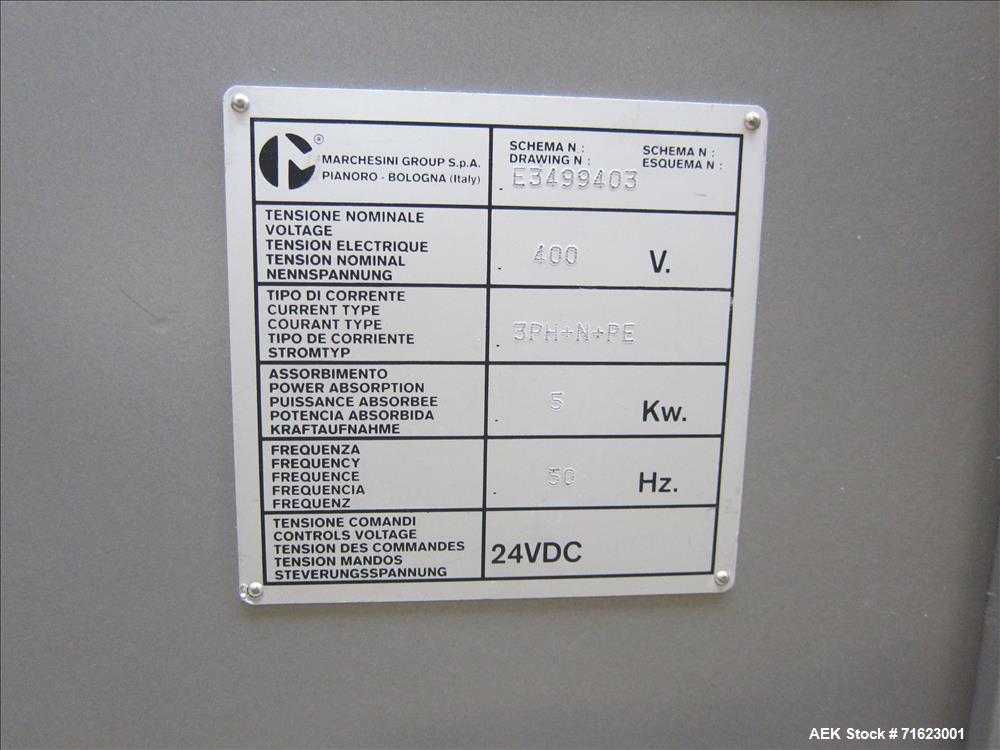 ®
MARCHESINI GROUP S.p.A.
PIANORO - BOLOGNA (Italy)
SCHEMA N :
DRAWING N :
SCHEMA N :
ESQUEMA N :
E3499403
TENSIONE NOMINALE
VOLTAGE
TENSION ELECTRIQUE
TENSION NOMINAL
NENNSPANNUNG
400 V.
TIPO DI CORRENTE
CURRENT TYPE
COURANT TYPE
TIPO DE CORRIENTE
STROMTYP
3PH+N+PE
ASSORBIMENTO
POWER ABSORPTION
PUISSANCE ABSORBEE
POTENCIA ABSORBIDA
KRAFTAUFNAHME
5 Kw.
FREQUENZA
FREQUENCY
FREQUENCE
FREQUENCIA
FREQUENZ
50 Hz.
TENSIONE COMANDI
CONTROLS VOLTAGE
TENSION DES COMMANDES
TENSION MANDOS
STEVERUNGSSPANNUNG
24VDC
AEK Stock # 71623001